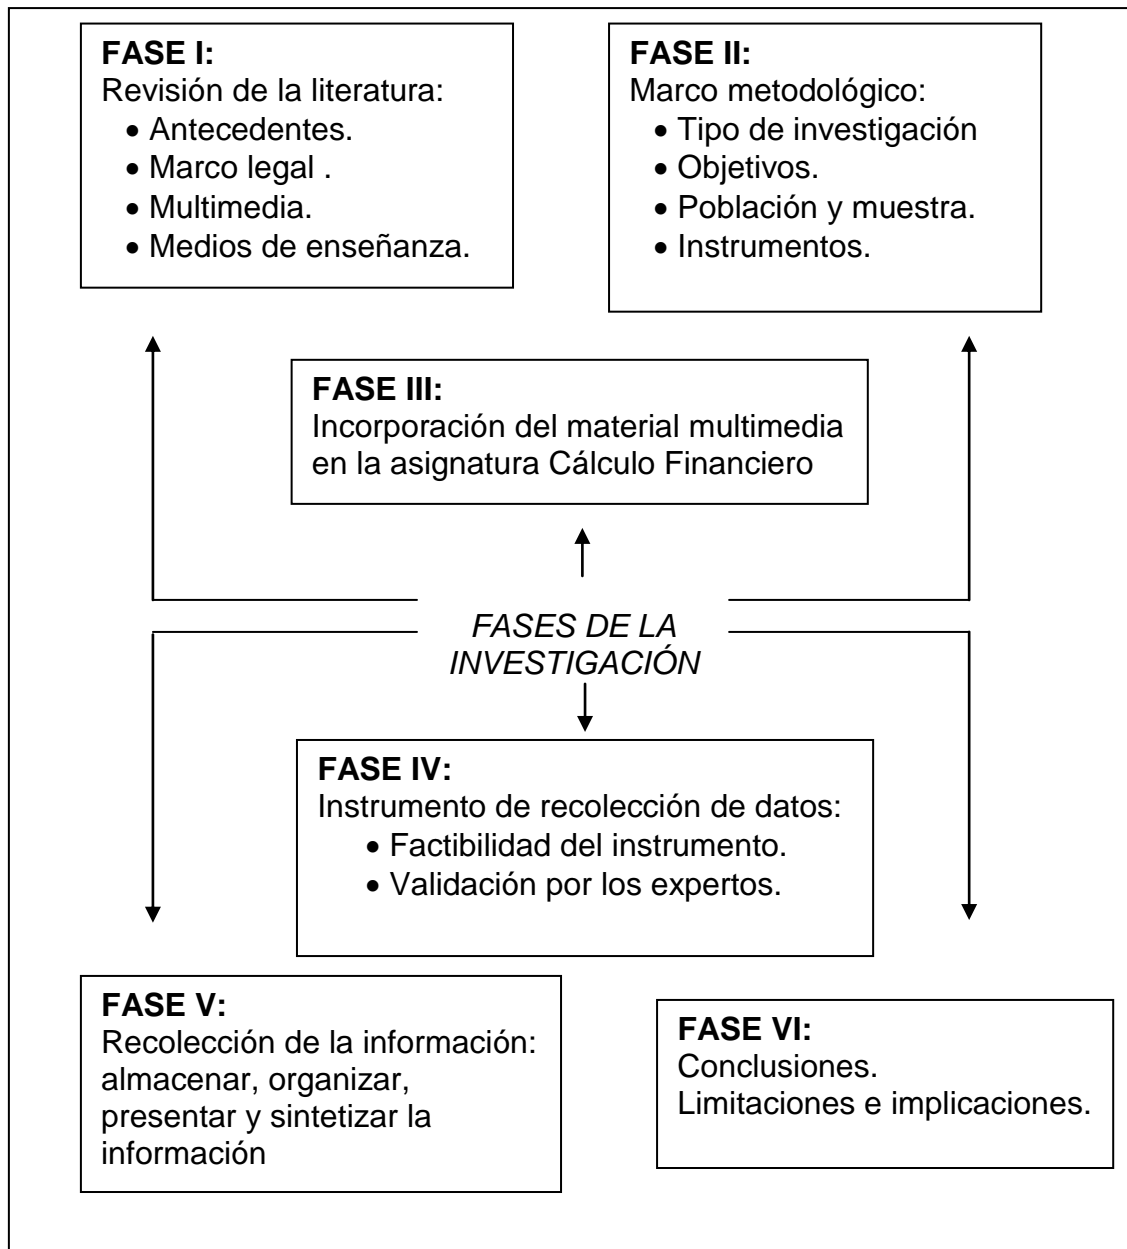 FASE I:
Revisión de la literatura:
• Antecedentes.
• Marco legal .
• Multimedia.
• Medios de enseñanza.
FASE II:
Marco metodológico:
• Tipo de investigación
• Objetivos.
• Población y muestra.
• Instrumentos.
FASE III:
Incorporación del material multimedia
en la asignatura Cálculo Financiero
FASES DE LA
INVESTIGACIÓN
FASE IV:
Instrumento de recolección de datos:
• Factibilidad del instrumento.
• Validación por los expertos.
FASE V:
Recolección de la información:
almacenar, organizar,
presentar y sintetizar la
información
FASE VI:
Conclusiones.
Limitaciones e implicaciones.